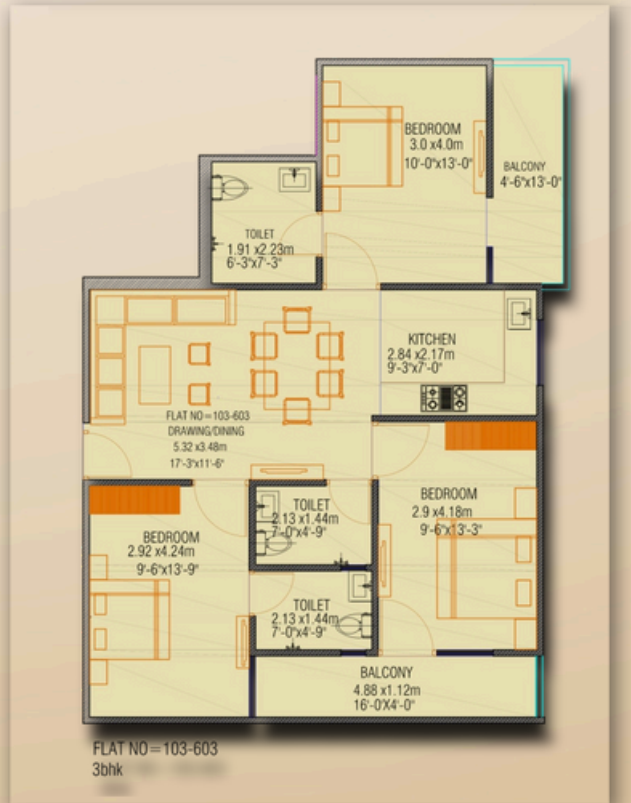 BEDROOM
3.0 x4.0m
10'-0"x13'-0"
BALCONY
4'-6"x13'-0"
TOILET
1.91 x2.23m
6'-3"x7'-3"
KITCHEN
2.84 x2.17m
9'-3"x7'-0"
FLAT NO=103-603
DRAWING/DINING
5.32 x3.48m
17'-3"x11'-6"
BEDROOM
2.9 x4.18m
9'-6"x13'-3"
TOILET
2.13 x1.44m
7'-0"x4'-9"
BEDROOM
2.92 x4.24m
9'-6"x13'-9"
TOILET
2.13 x1.44m
7'-0"x4'-9"
BALCONY
4.88 x1.12m
16'-0X4'-0"
FLAT NO=103-603
3bhk